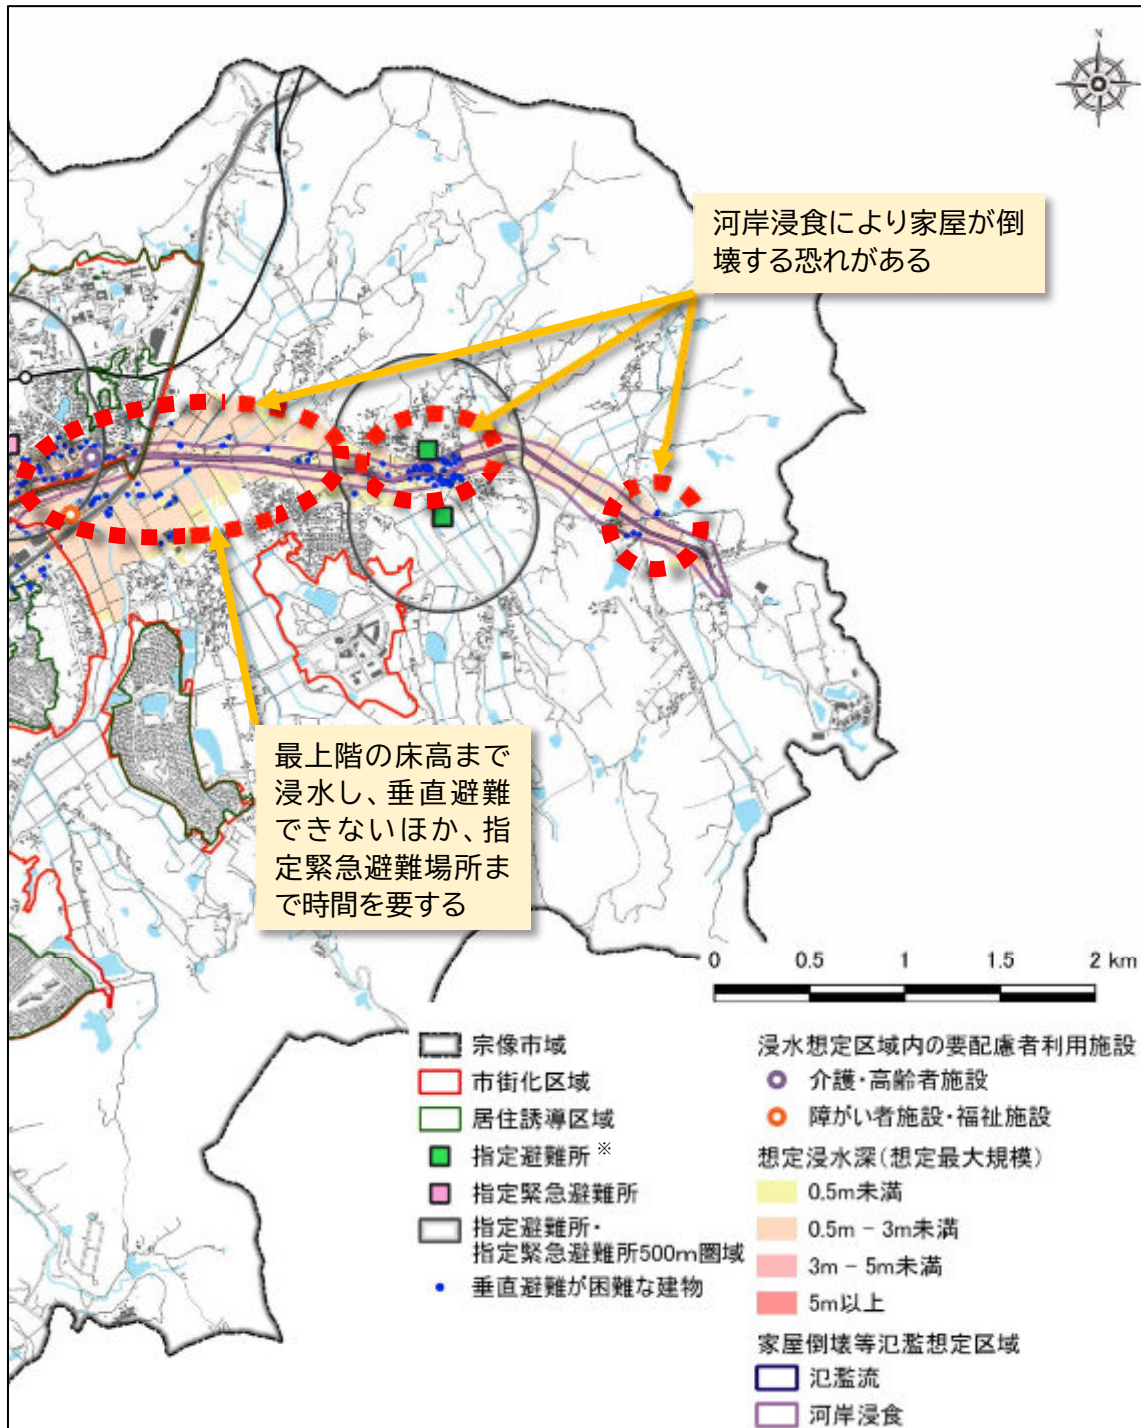 N
河岸浸食により家屋が倒
壊する恐れがある
最上階の床高まで
浸水し、垂直避難
できないほか、指
定緊急避難場所ま
で時間を要する
0 0.5 1 1.5 2 km
宗像市域
市街化区域
居住誘導区域
指定避難所※
指定緊急避難所
指定避難所・
指定緊急避難所500m圏域
垂直避難が困難な建物
浸水想定区域内の要配慮者利用施設
介護・高齢者施設
障がい者施設・福祉施設
想定浸水深(想定最大規模)
0.5m未満
0.5m - 3m未満
3m - 5m未満
5m以上
家屋倒壊等氾濫想定区域
氾濫流
河岸浸食